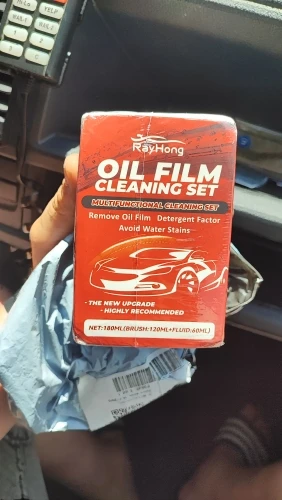 YELP
RayHong
OIL FILM
CLEANING SET
MULTIFUNCTIONAL CLEANING SET
Remove Oil Film Detergent Factor
Avoid Water Stains
- THE NEW UPGRADE
- HIGHLY RECOMMENDED
NET:180ML(BRUSH:120ML+FLUID:60ML)